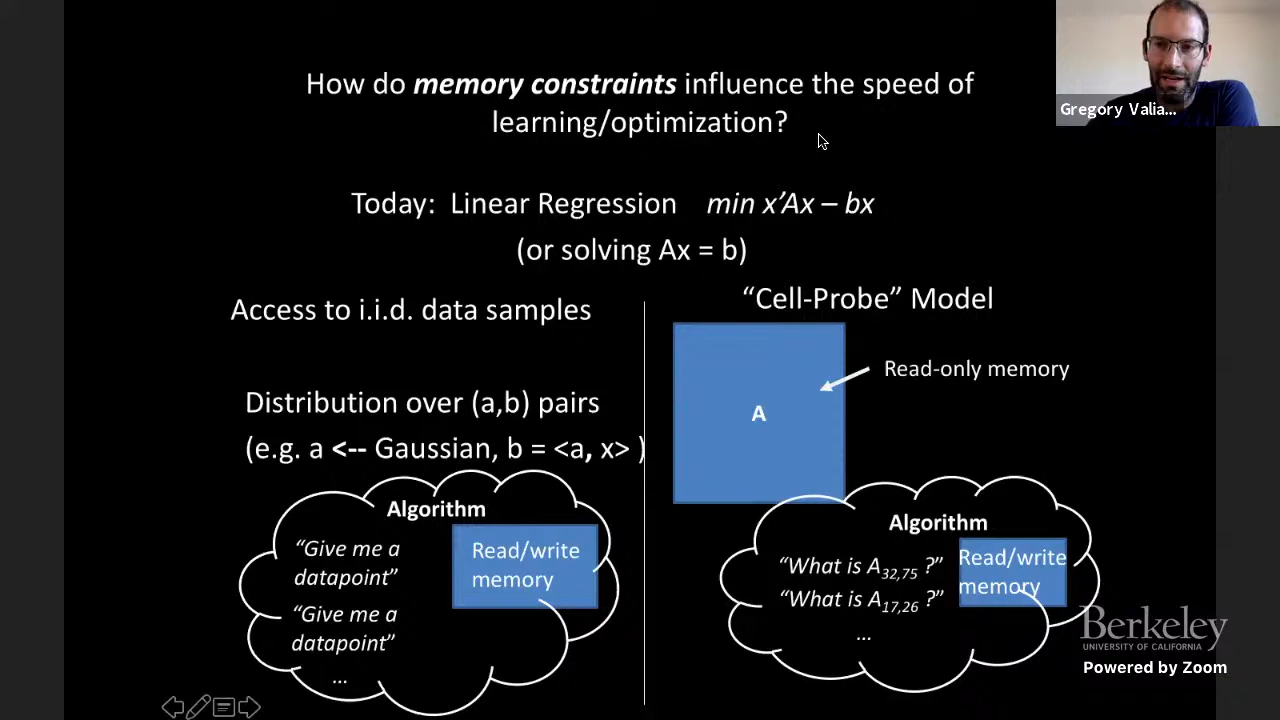 How do memory constraints influence the speed of
learning/optimization?
Gregory Valia...
Today: Linear Regression min x’Ax – bx
(or solving Ax = b)
Access to i.i.d. data samples
Distribution over (a,b) pairs
(e.g. a <-- Gaussian, b = <a, x> )
Algorithm
“Give me a
datapoint”
“Give me a
datapoint”
...
Read/write
memory
“Cell-Probe” Model
A
Read-only memory
Algorithm
“What is A32,75 ?”
“What is A17,26 ?”
...
Read/write
memory
Berkeley
UNIVERSITY OF CALIFORNIA
Powered by Zoom